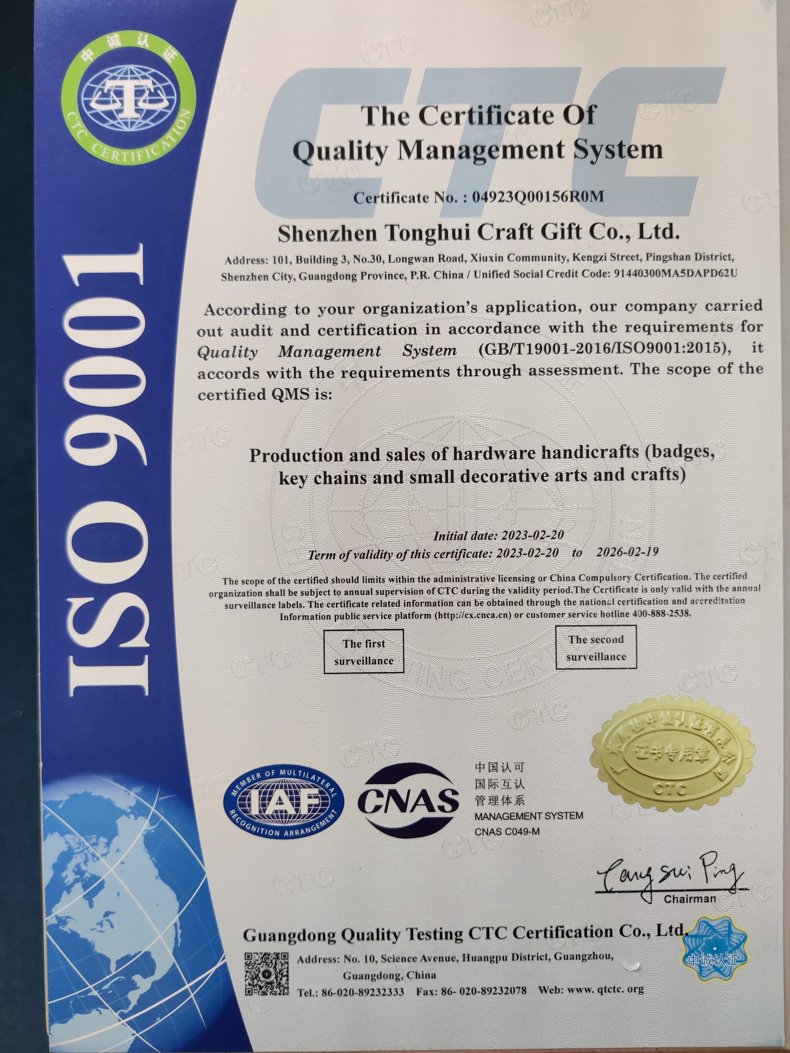 中诚认证
CTC CERTIFICATION
ISO 9001
CTC
The Certificate Of
Quality Management System
Certificate No. : 04923Q00156R0M
Shenzhen Tonghui Craft Gift Co., Ltd.
Address: 101, Building 3, No.30, Longwan Road, Xiuxin Community, Kengzi Street, Pingshan District,
Shenzhen City, Guangdong Province, P.R. China / Unified Social Credit Code: 91440300MA5DAPD62U
According to your organization's application, our company carried
out audit and certification in accordance with the requirements for
Quality Management System (GB/T19001-2016/ISO9001:2015), it
accords with the requirements through assessment. The scope of the
certified QMS is:
Production and sales of hardware handicrafts (badges,
key chains and small decorative arts and crafts)
Initial date: 2023-02-20
Term of validity of this certificate: 2023-02-20 to 2026-02-19
The scope of the certified should limits within the administrative licensing or China Compulsory Certification. The certified
organization shall be subject to annual supervision of CTC during the validity period.The Certificate is only valid with the annual
surveillance labels. The certificate related information can be obtained through the national certification and accreditation
Information public service platform (http://cx.cnca.cn) or customer service hotline 400-888-2538.
The first
surveillance
The second
surveillance
MEMBER OF MULTILATERAL
IAF
RECOGNITION ARRANGEMENT
CNAS
中国认可
国际互认
管理体系
MANAGEMENT SYSTEM
CNAS C049-M
证书专用章
CTC
Chairman
Guangdong Quality Testing CTC Certification Co., Ltd.
Address: No. 10, Science Avenue, Huangpu District, Guangzhou,
Guangdong, China
Tel.: 86-020-89232333 Fax: 86- 020-89232078 Web: www. qtctc. org
中诚认证